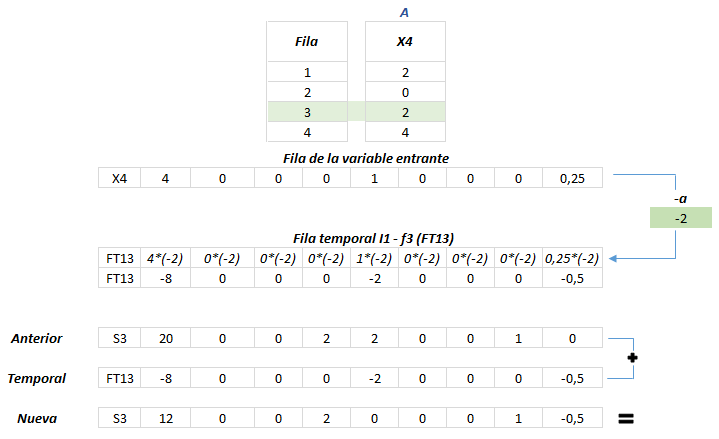 A
Fila X4
1 2
2 0
3 2
4 4
Fila de la variable entrante
X4 4 0 0 0 1 0 0 0 0,25
-a
-2
Fila temporal I1 - f3 (FT13)
FT13 4*(-2) 0*(-2) 0*(-2) 0*(-2) 1*(-2) 0*(-2) 0*(-2) 0*(-2) 0,25*(-2)
FT13 -8 0 0 0 -2 0 0 0 -0,5
Anterior S3 20 0 0 2 2 0 0 1 0
+
Temporal FT13 -8 0 0 0 -2 0 0 0 -0,5
Nueva S3 12 0 0 2 0 0 0 1 -0,5 =